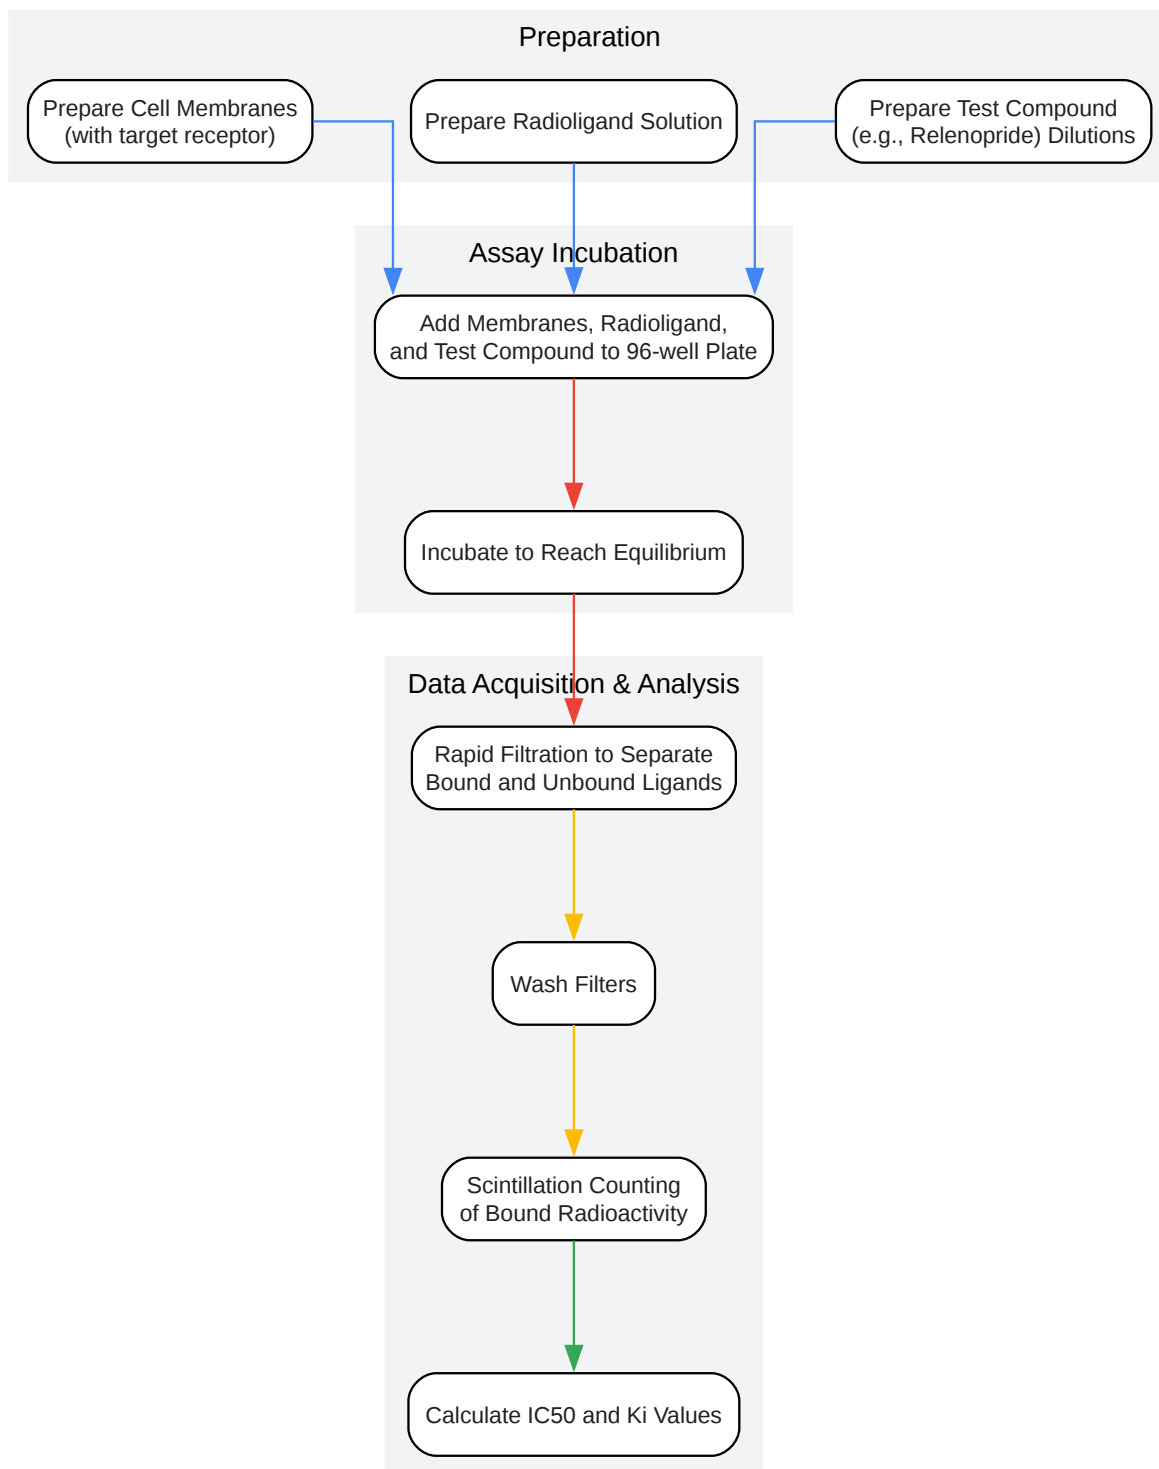 Preparation
Prepare Cell Membranes
(with target receptor)
Prepare Radioligand Solution
Prepare Test Compound
(e.g., Relenopride) Dilutions
Assay Incubation
Add Membranes, Radioligand,
and Test Compound to 96-well Plate
Incubate to Reach Equilibrium
Data Acquisition & Analysis
Rapid Filtration to Separate
Bound and Unbound Ligands
Wash Filters
Scintillation Counting
of Bound Radioactivity
Calculate IC50 and Ki Values